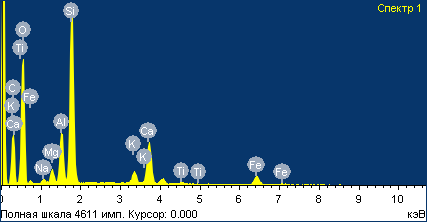 Спектр 1
Si
O
Ti
C
Fe
K
Ca
Al
Mg
Na
Ca
K
K
Ti
Ti
Fe
Fe
0 1 2 3 4 5 6 7 8 9 10
Полная шкала 4611 имп. Курсор: 0.000 кэВ